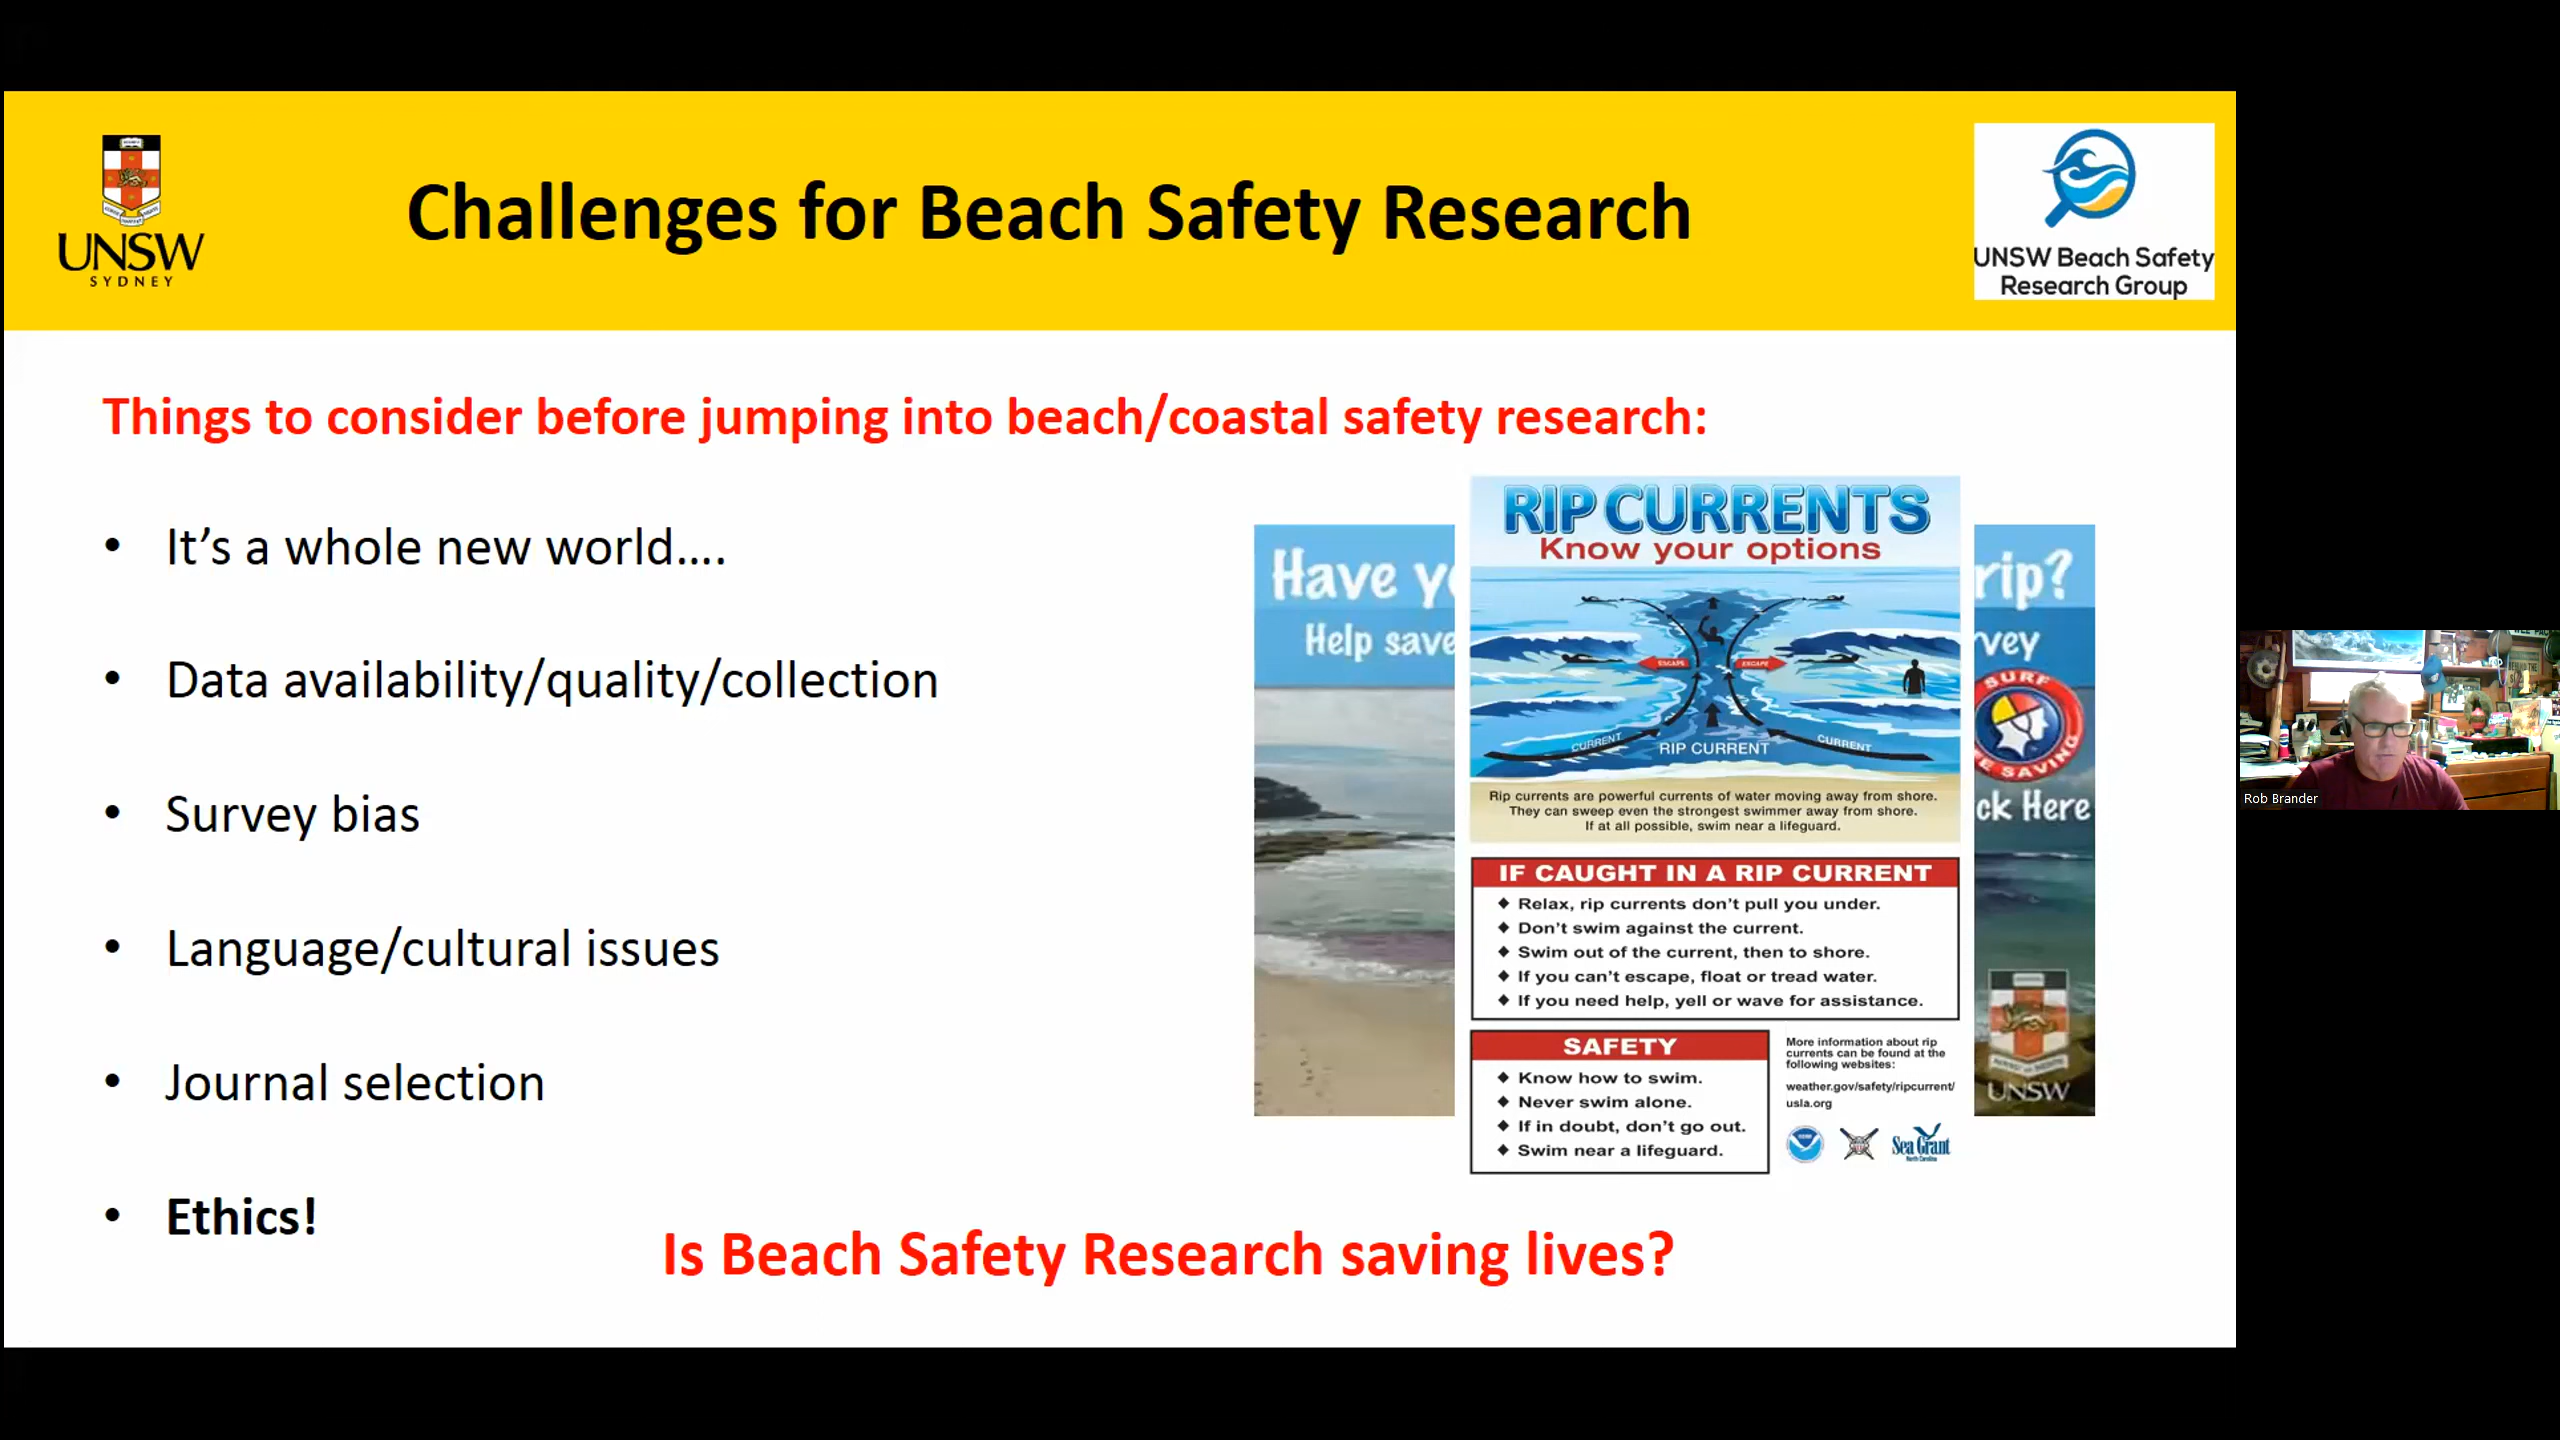 UNSW
SYDNEY
Challenges for Beach Safety Research
UNSW Beach Safety
Research Group
Things to consider before jumping into beach/coastal safety research:
• It’s a whole new world….
• Data availability/quality/collection
• Survey bias
• Language/cultural issues
• Journal selection
• Ethics!
Have y
Help save
RIP CURRENTS
Know your options
ESCAPE
ESCAPE
CURRENT
RIP CURRENT
CURRENT
Rip currents are powerful currents of water moving away from shore.
They can sweep even the strongest swimmer away from shore.
If at all possible, swim near a lifeguard.
IF CAUGHT IN A RIP CURRENT
◆ Relax, rip currents don’t pull you under.
◆ Don’t swim against the current.
◆ Swim out of the current, then to shore.
◆ If you can’t escape, float or tread water.
◆ If you need help, yell or wave for assistance.
SAFETY
◆ Know how to swim.
◆ Never swim alone.
◆ If in doubt, don’t go out.
◆ Swim near a lifeguard.
More information about rip
currents can be found at the
following websites:
weather.gov/safety/ripcurrent/
usla.org
Sea Grant
North Carolina
rip?
vey
SURF
E SAVING
ck Here
UNSW
Is Beach Safety Research saving lives?
Rob Brander